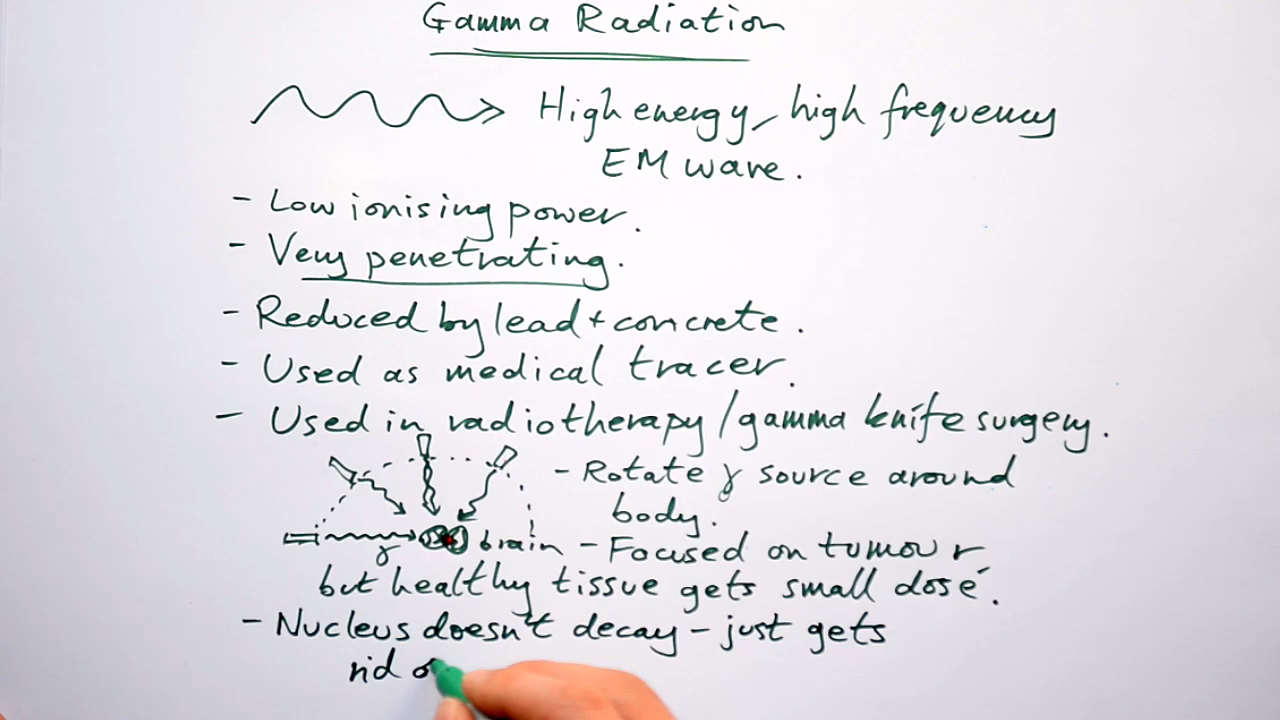 Gamma Radiation
High energy, high frequency
EM wave.
- Low ionising power.
- Very penetrating.
- Reduced by lead + concrete.
- Used as medical tracer.
- Used in radiotherapy/gamma knife surgery.
- Rotate γ source around
body.
γ
brain - Focused on tumour
but healthy tissue gets small dose.
- Nucleus doesn't decay - just gets
rid o